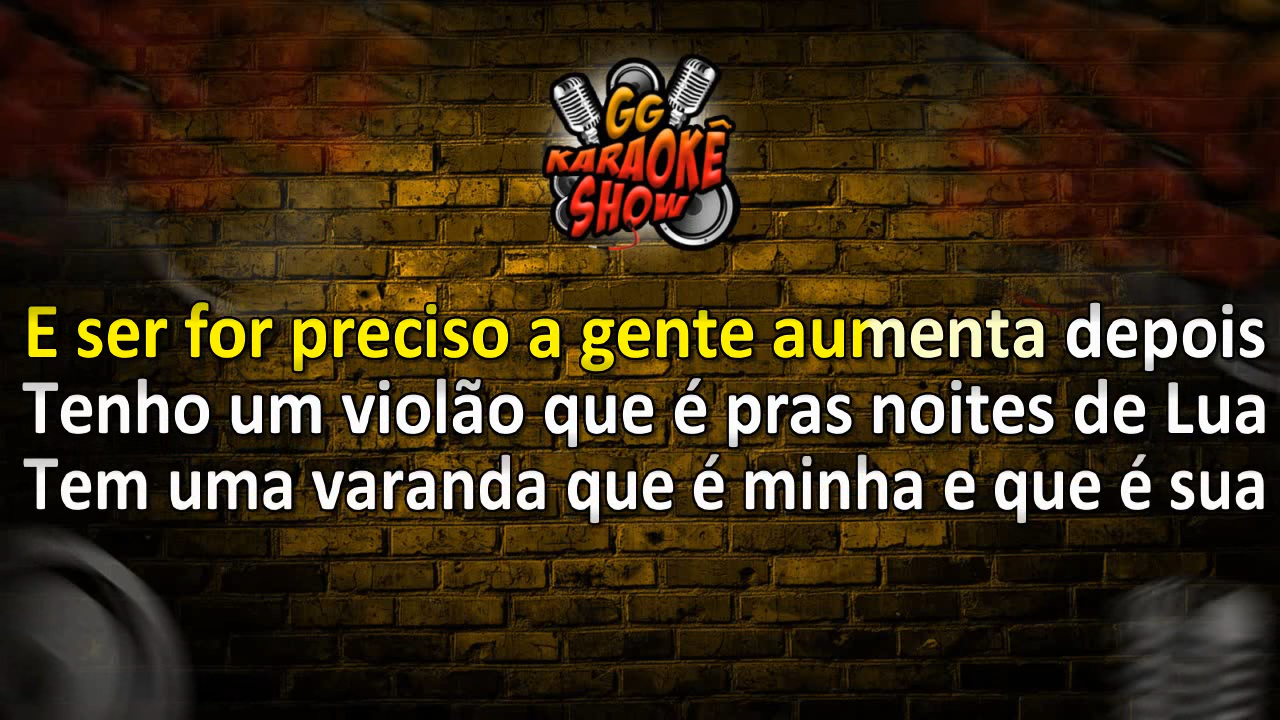 GG
KARAOKÊ
SHOW
E ser for preciso a gente aumenta depois
Tenho um violão que é pras noites de Lua
Tem uma varanda que é minha e que é sua